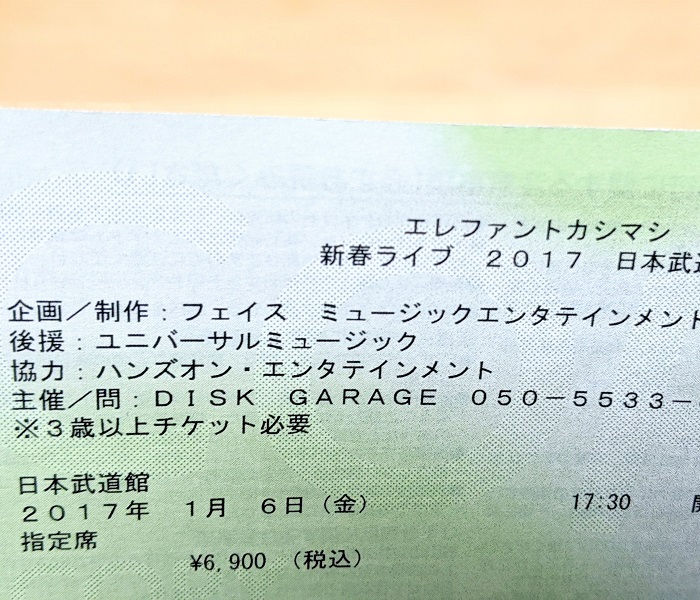 エレファントカシマシ
新春ライブ　２０１７　日本武道
企画／制作：フェイス　ミュージックエンタテインメント
後援：ユニバーサルミュージック
協力：ハンズオン・エンタテインメント
主催／問：ＤＩＳＫ　ＧＡＲＡＧＥ　０５０－５５３３－
※３歳以上チケット必要
日本武道館
２０１７年　１月　６日（金）　17:30　開
指定席
¥6,900　（税込）